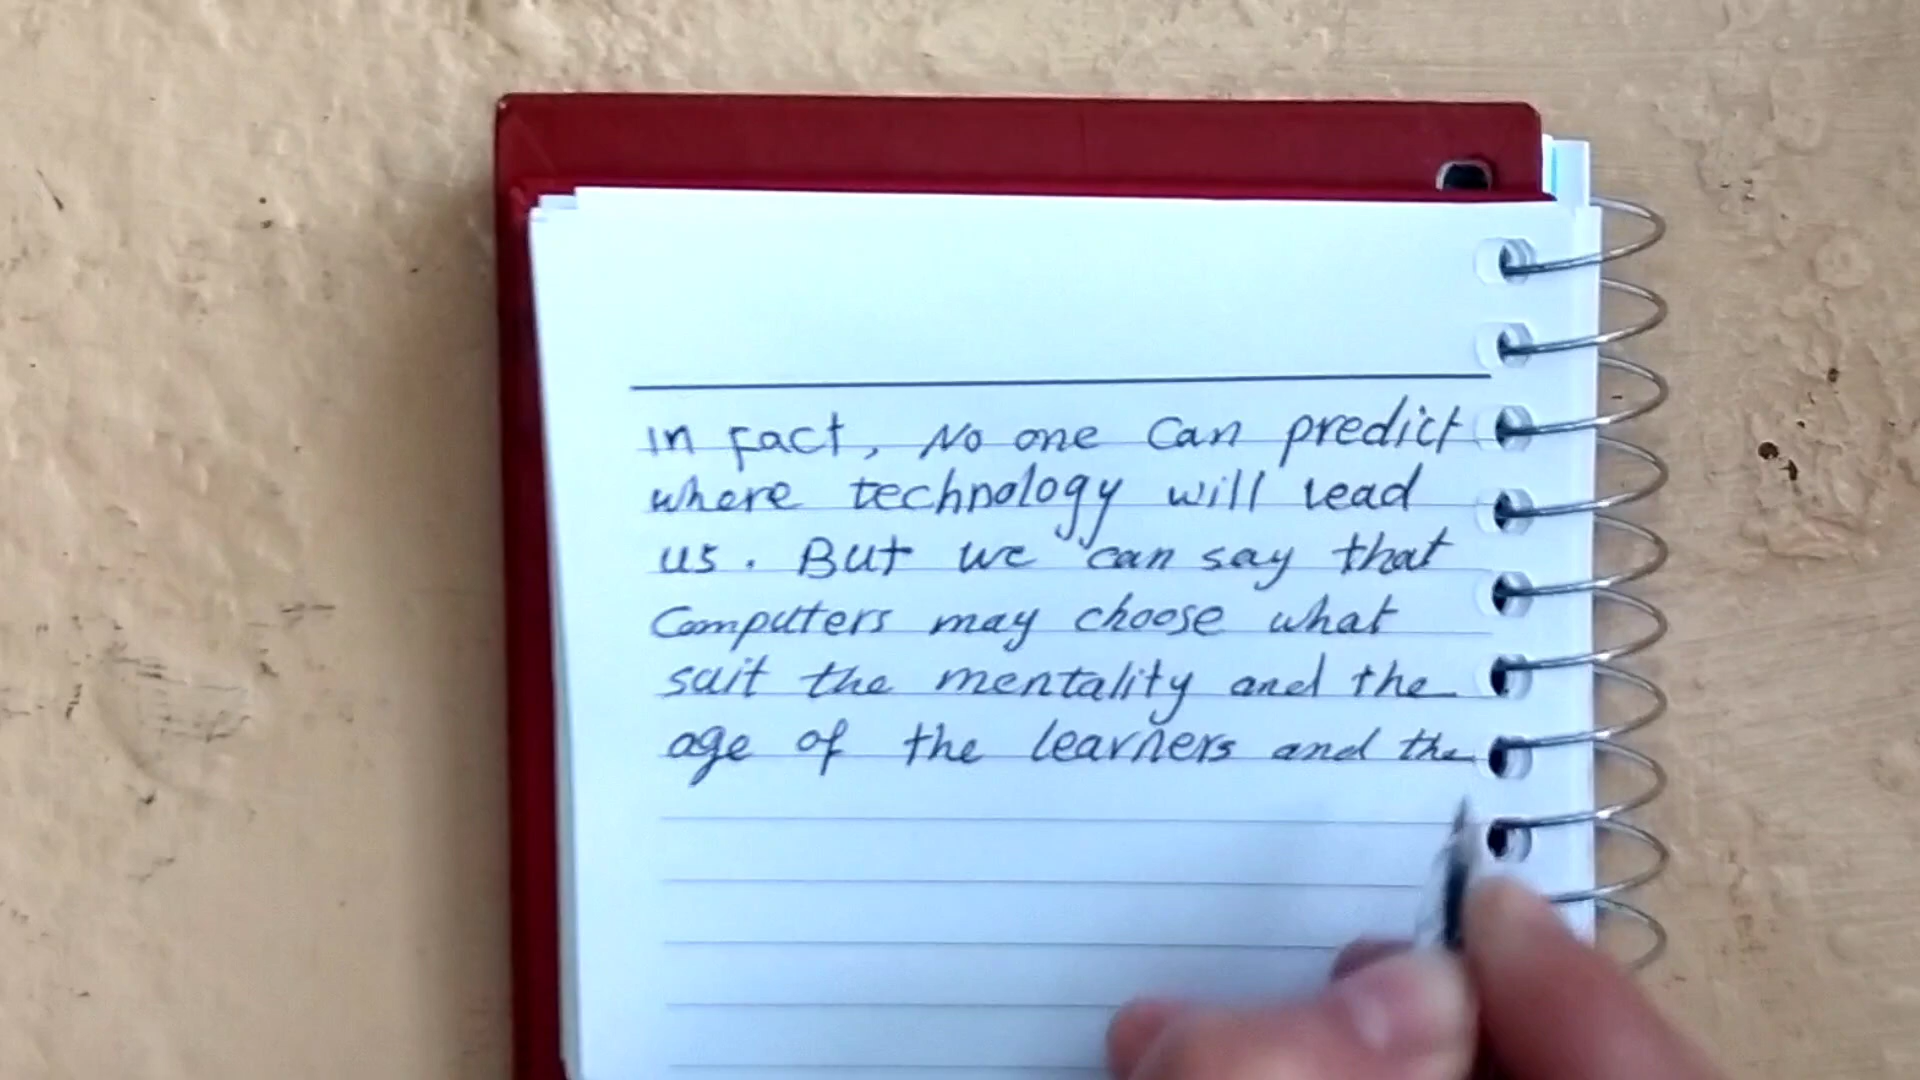 In fact, No one can predict
where technology will lead
us. But we can say that
Computers may choose what
suit the mentality and the
age of the learners and the